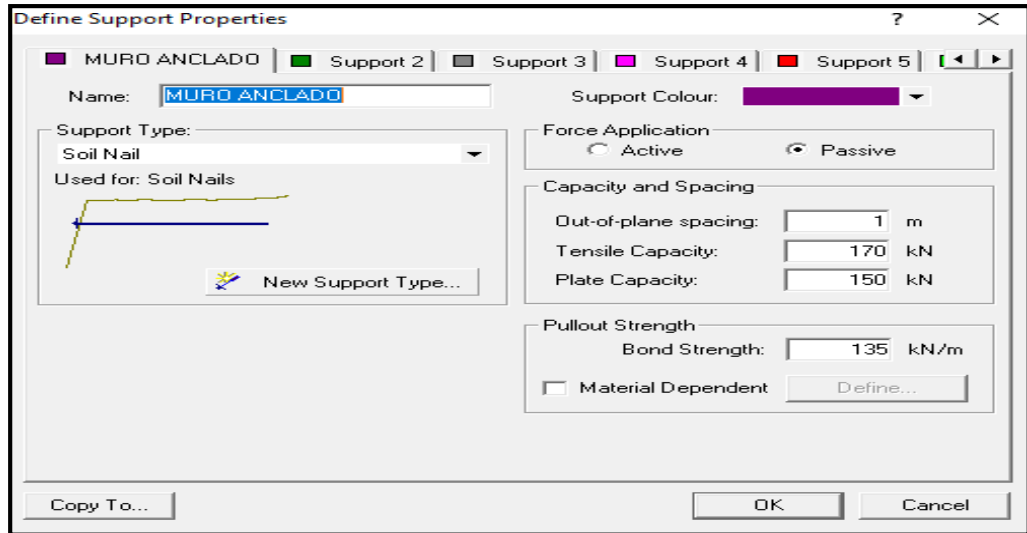 Define Support Properties ? ×
MURO ANCLADO Support 2 Support 3 Support 4 Support 5
Name: MURO ANCLADO Support Colour:
Support Type:
Soil Nail
Used for: Soil Nails
New Support Type...
Force Application
Active Passive
Capacity and Spacing
Out-of-plane spacing: 1 m
Tensile Capacity: 170 kN
Plate Capacity: 150 kN
Pullout Strength
Bond Strength: 135 kN/m
Material Dependent Define...
Copy To... OK Cancel